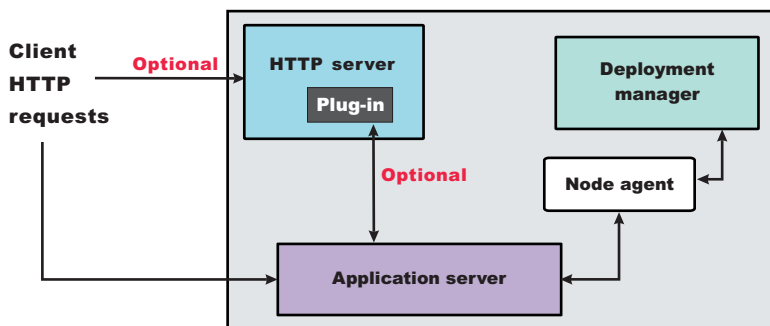 Client
HTTP
requests
Optional
HTTP server
Plug-in
Optional
Deployment
manager
Node agent
Application server